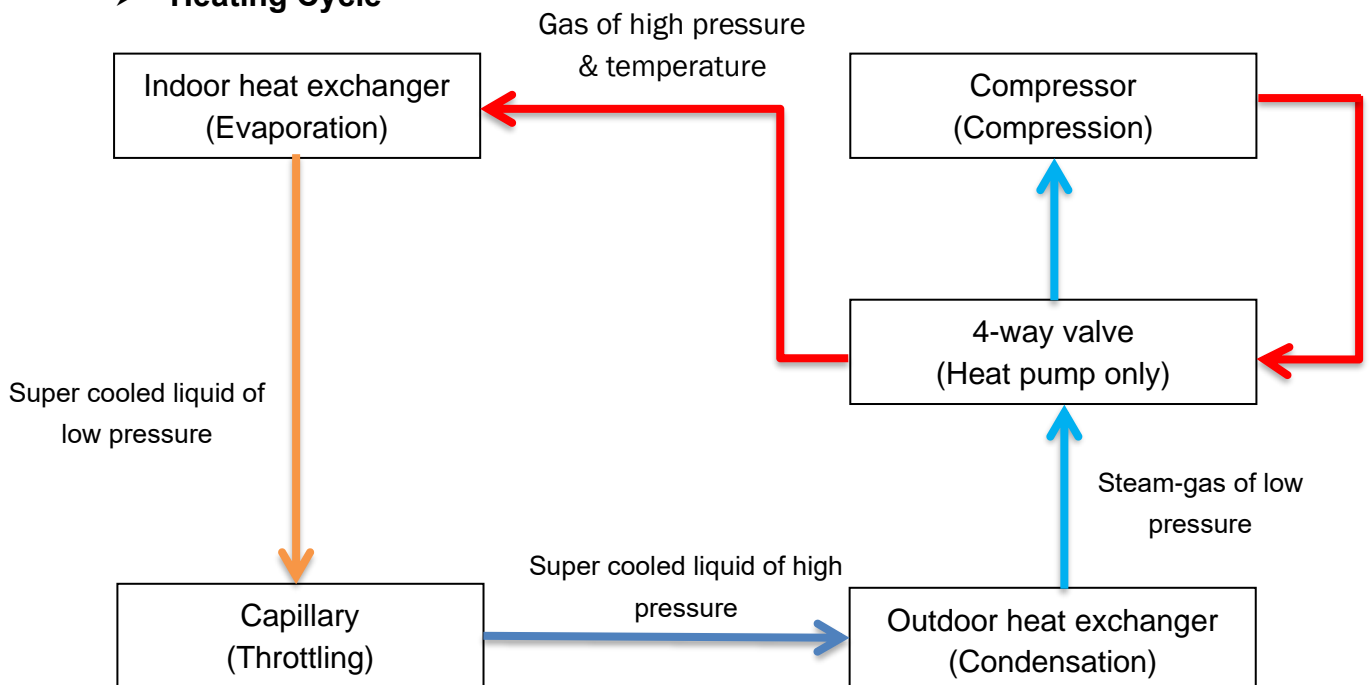 ➢ Heating Cycle
Gas of high pressure
& temperature
Indoor heat exchanger
(Evaporation)
Compressor
(Compression)
4-way valve
(Heat pump only)
Super cooled liquid of
low pressure
Steam-gas of low
pressure
Super cooled liquid of high
pressure
Capillary
(Throttling)
Outdoor heat exchanger
(Condensation)